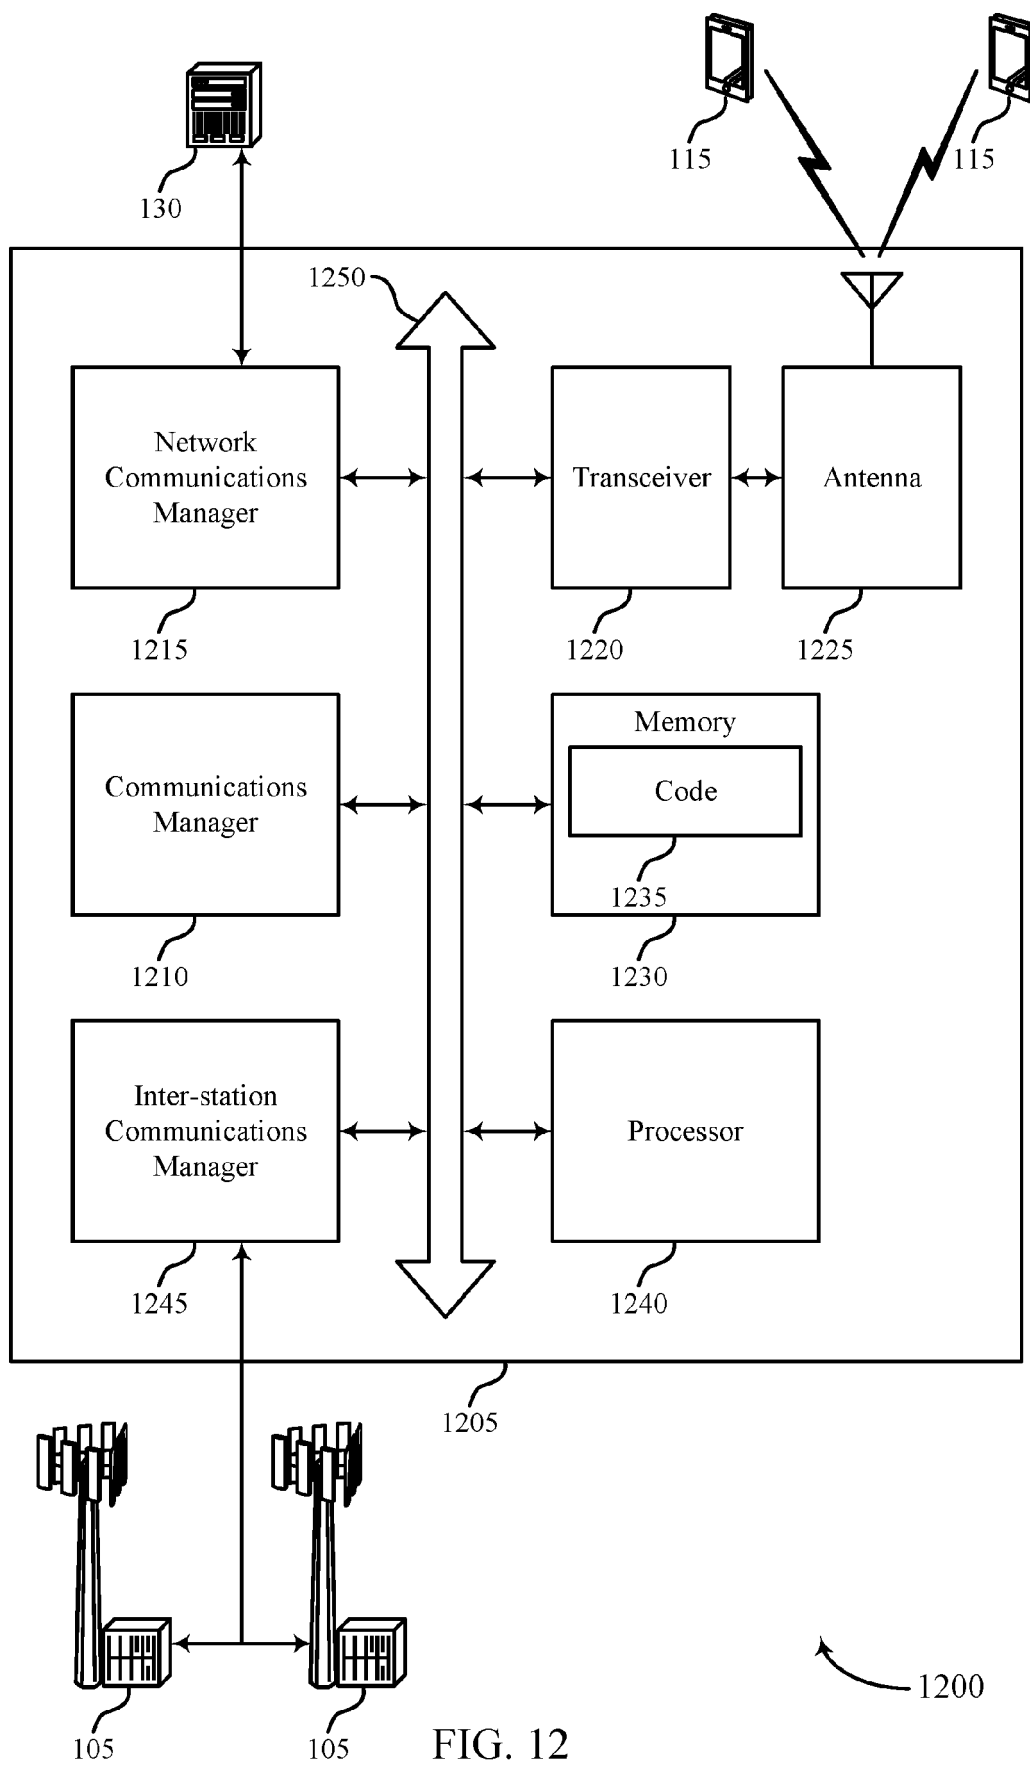 115
115
130
1250
Network
Communications
Manager
Transceiver
Antenna
1215
1220
1225
Communications
Manager
Memory
Code
1235
1210
1230
Inter-station
Communications
Manager
Processor
1245
1240
1205
1200
105
105
FIG. 12